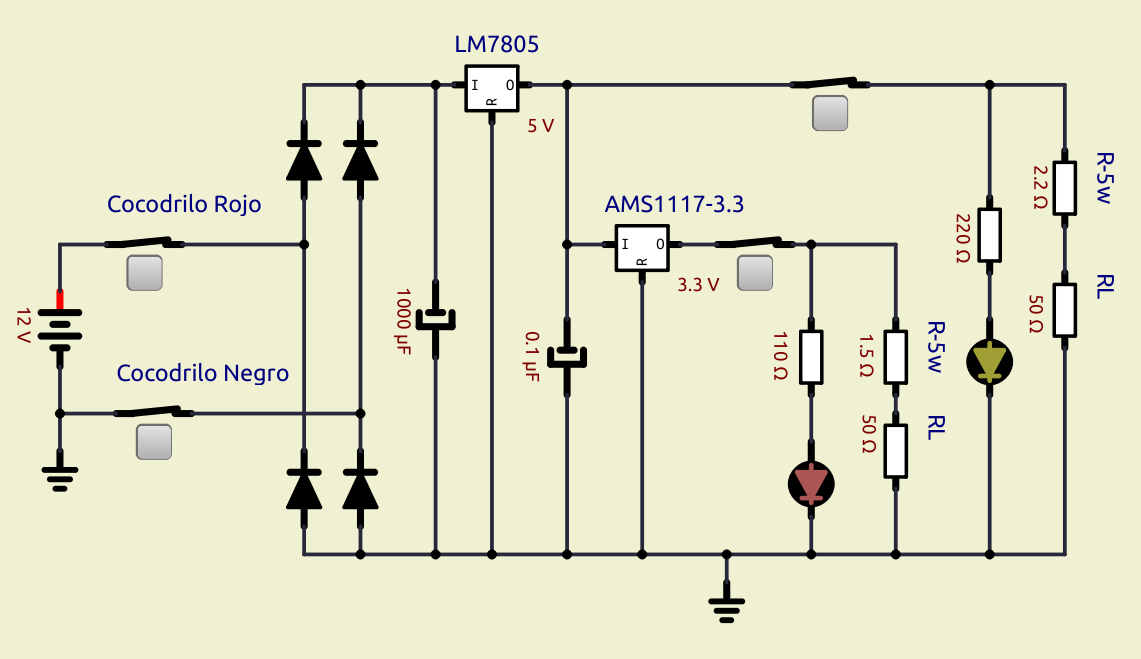 LM7805
I
O
R
5 V
Cocodrilo Rojo
12 V
Cocodrilo Negro
1000 µF
0.1 µF
AMS1117-3.3
I
O
R
3.3 V
110 Ω
1.5 Ω
R-5w
50 Ω
RL
220 Ω
2.2 Ω
R-5w
50 Ω
RL